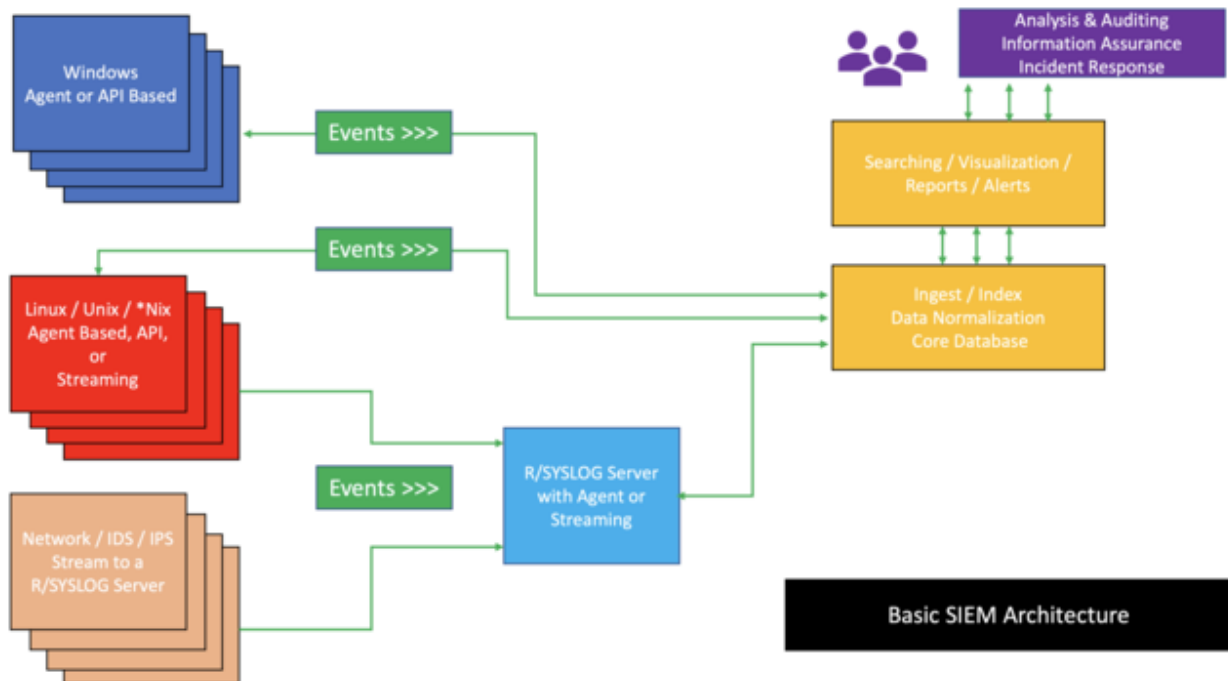 Windows
Agent or API Based
Events >>>
Analysis & Auditing
Information Assurance
Incident Response
Searching / Visualization /
Reports / Alerts
Events >>>
Linux / Unix / *Nix
Agent Based, API,
or
Streaming
Ingest / Index
Data Normalization
Core Database
Events >>>
R/SYSLOG Server
with Agent or
Streaming
Network / IDS / IPS
Stream to a
R/SYSLOG Server
Basic SIEM Architecture